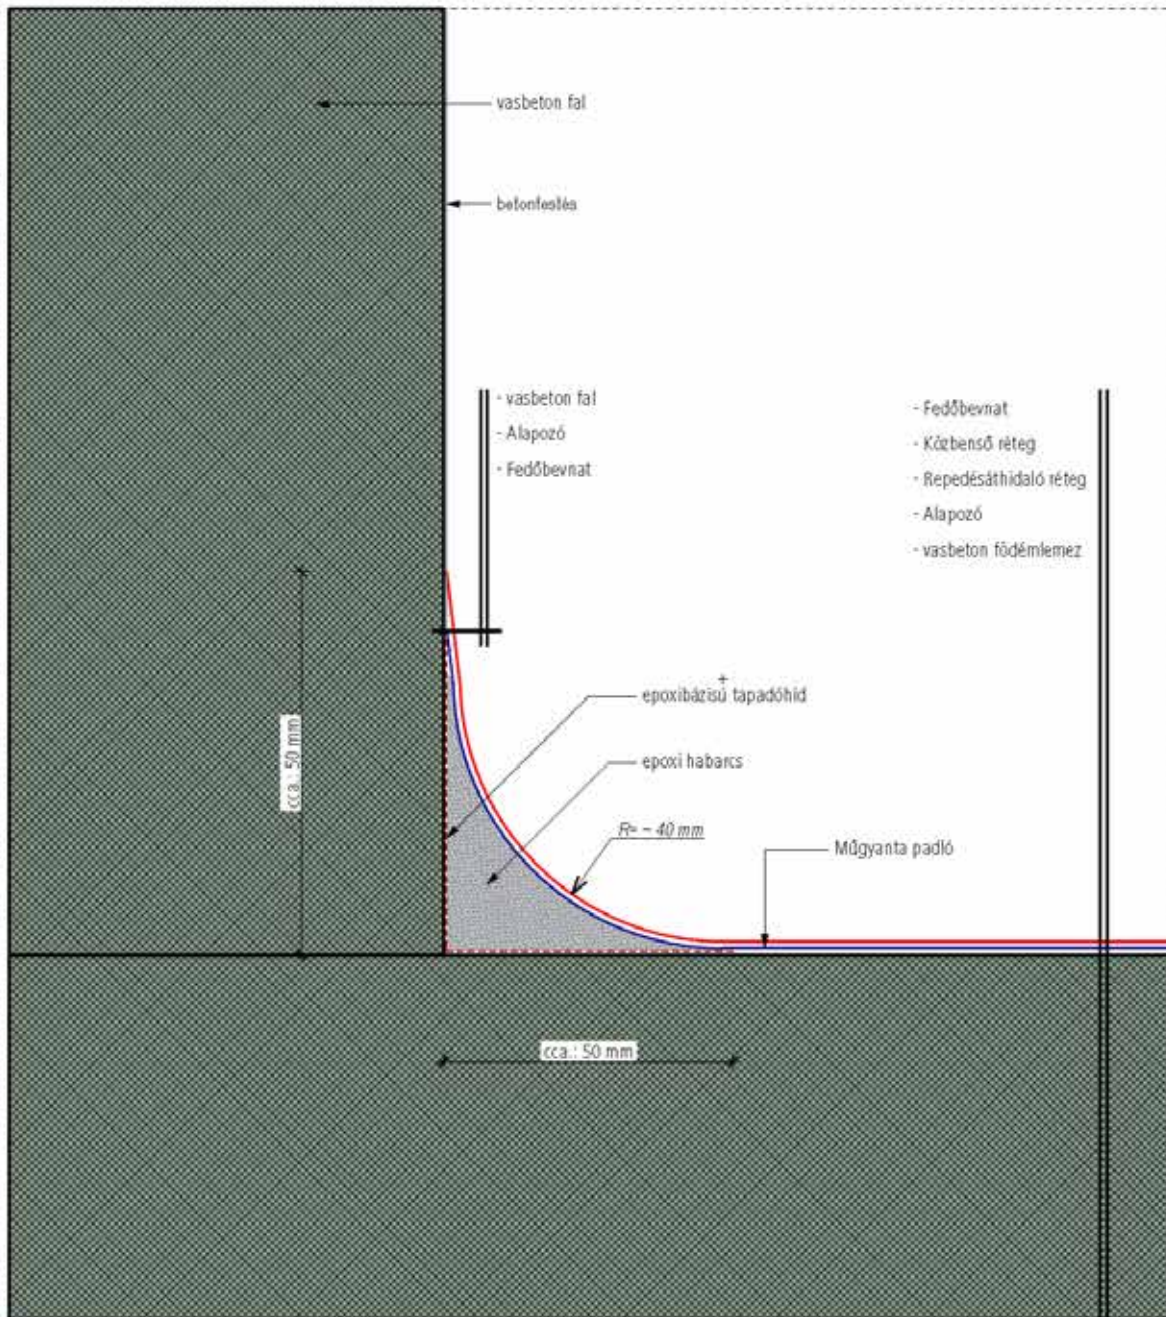 vasbeton fal
betonfestés
- vasbeton fal
- Alapozó
- Fedőbevnat
- Fedőbevnat
- Közbenső réteg
- Repedésáthidaló réteg
- Alapozó
- vasbeton födémlemez
epoxibázisú tapadóhíd
epoxi habarcs
cca.: 50 mm
R= ~ 40 mm
Műgyanta padló
cca.: 50 mm